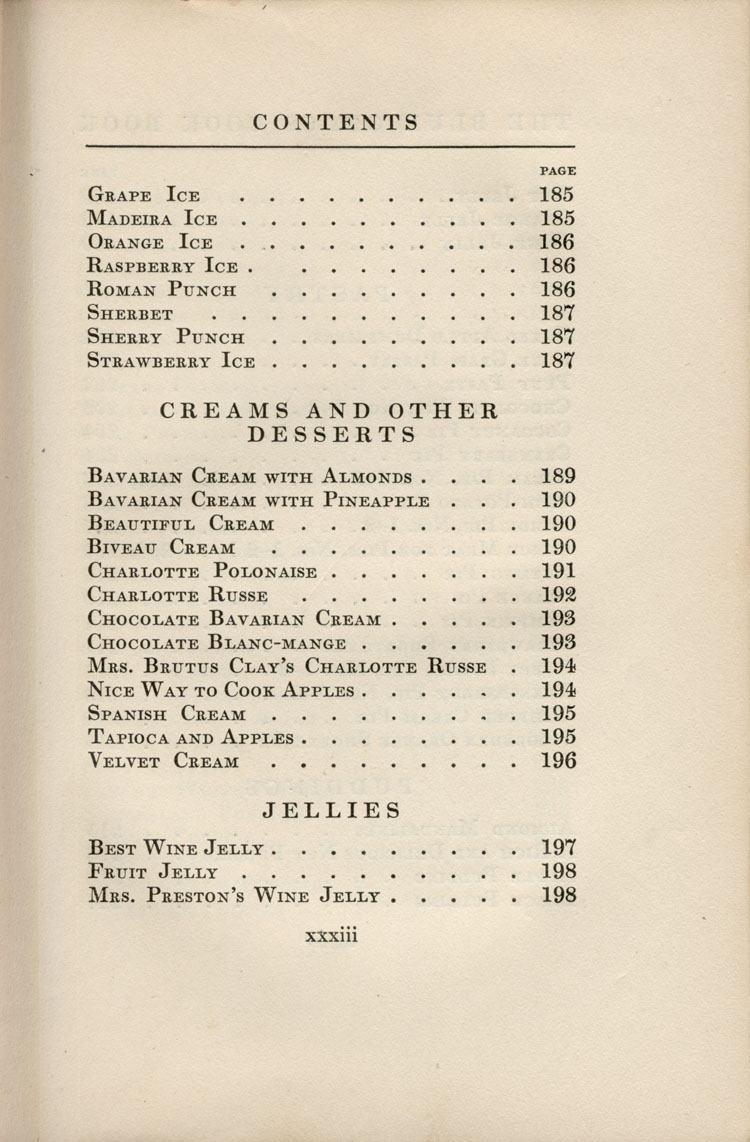 CONTENTS
PAGE
GRAPE ICE . . . . . . . . . . 185
MADEIRA ICE . . . . . . . . . . 185
ORANGE ICE . . . . . . . . . . 186
RASPBERRY ICE . . . . . . . . . 186
ROMAN PUNCH . . . . . . . . . 186
SHERBET . . . . . . . . . . . 187
SHERRY PUNCH . . . . . . . . . 187
STRAWBERRY ICE . . . . . . . . . 187
CREAMS AND OTHER
DESSERTS
BAVARIAN CREAM WITH ALMONDS . . . . 189
BAVARIAN CREAM WITH PINEAPPLE . . . 190
BEAUTIFUL CREAM . . . . . . . . 190
BIVEAU CREAM . . . . . . . . . 190
CHARLOTTE POLONAISE . . . . . . . 191
CHARLOTTE RUSSE . . . . . . . . 192
CHOCOLATE BAVARIAN CREAM . . . . . 193
CHOCOLATE BLANC-MANGE . . . . . . 193
MRS. BRUTUS CLAY'S CHARLOTTE RUSSE . 194
NICE WAY TO COOK APPLES . . . . . . 194
SPANISH CREAM . . . . . . . . . 195
TAPIOCA AND APPLES . . . . . . . . 195
VELVET CREAM . . . . . . . . . 196
JELLIES
BEST WINE JELLY . . . . . . . . . 197
FRUIT JELLY . . . . . . . . . . 198
MRS. PRESTON'S WINE JELLY . . . . . 198
xxxiii